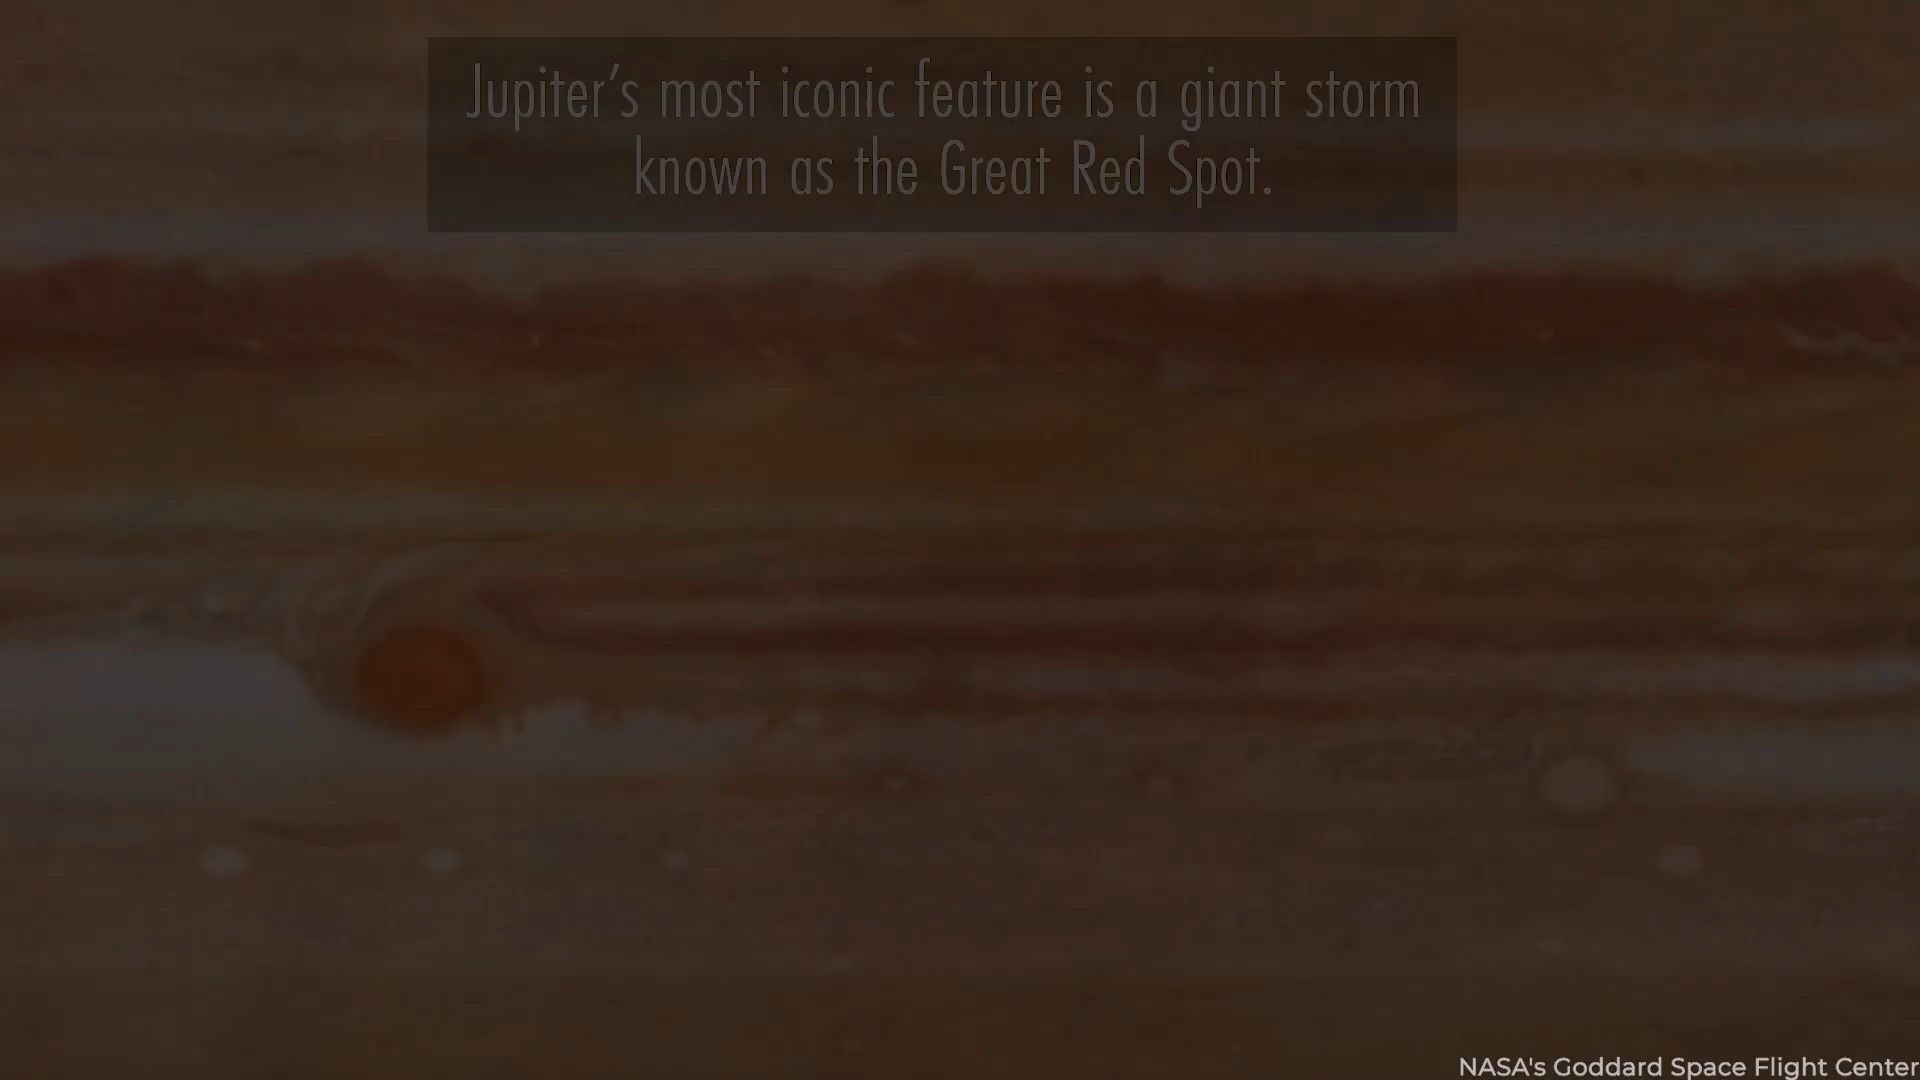 Jupiter’s most iconic feature is a giant storm
known as the Great Red Spot.
NASA's Goddard Space Flight Center